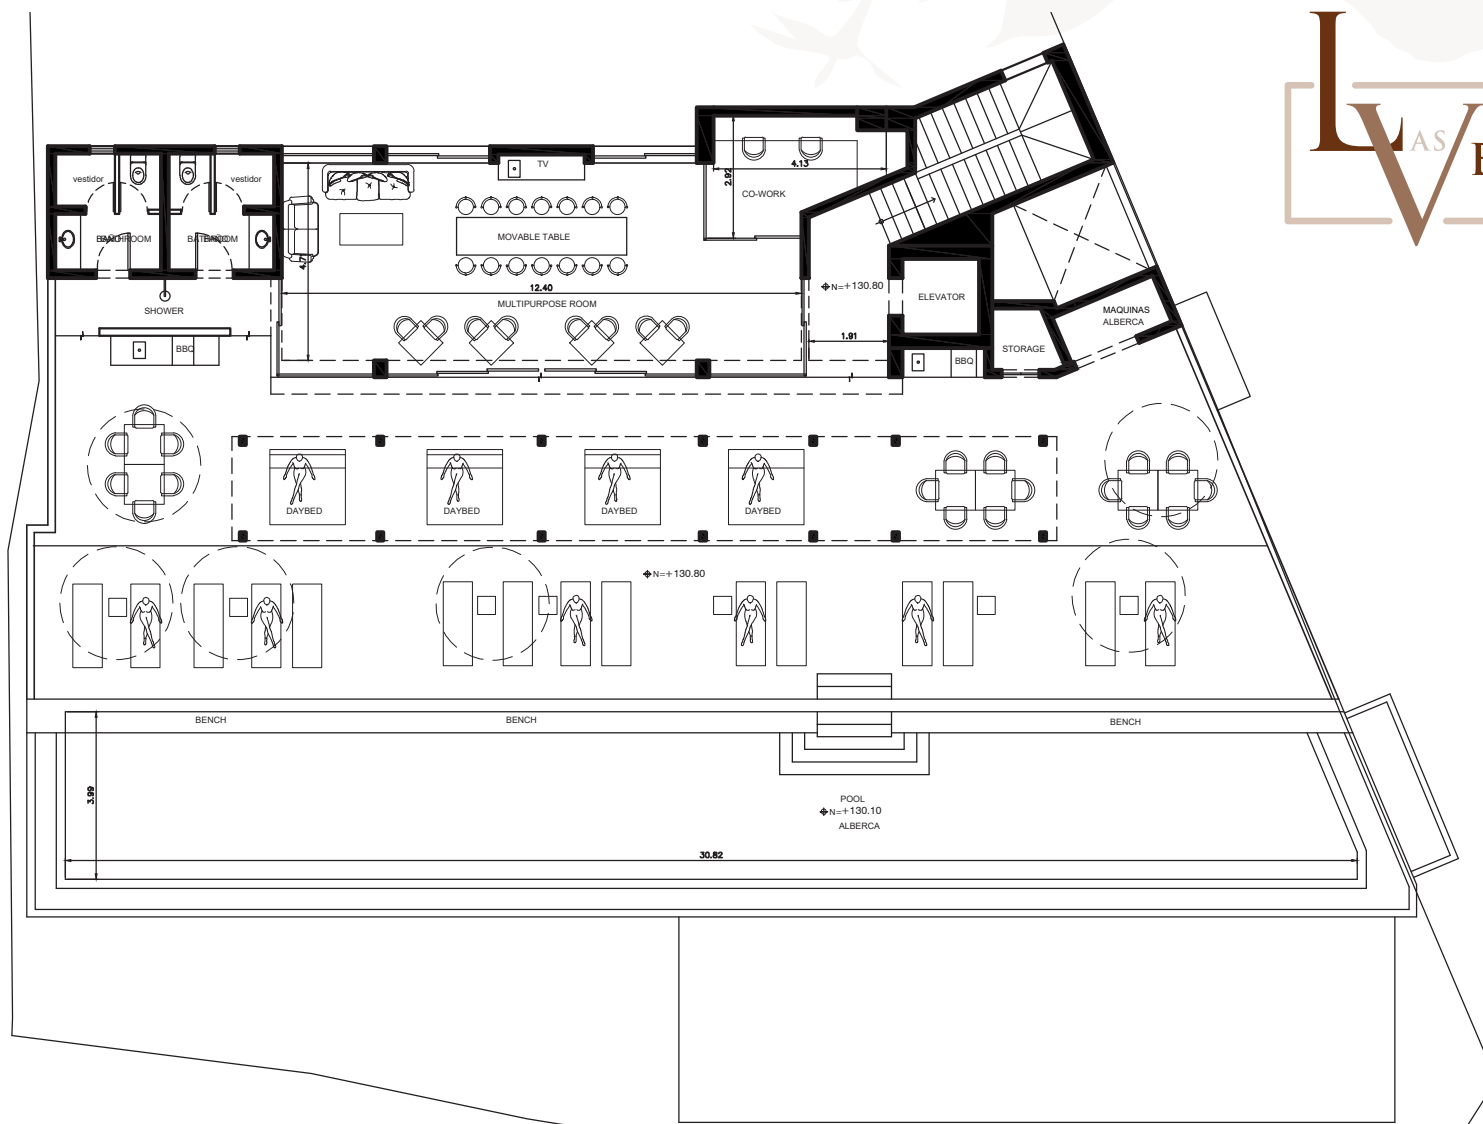 L
AS
V
B
TV
vestidor
vestidor
4.13
2.92
CO-WORK
MOVABLE TABLE
BATHROOM
BATHROOM
4.7
12.40
N=+130.80
ELEVATOR
MULTIPURPOSE ROOM
SHOWER
MAQUINAS
ALBERCA
1.91
BBQ
STORAGE
BBQ
DAYBED
DAYBED
DAYBED
DAYBED
N=+130.80
BENCH
BENCH
BENCH
3.99
POOL
N=+130.10
ALBERCA
30.82